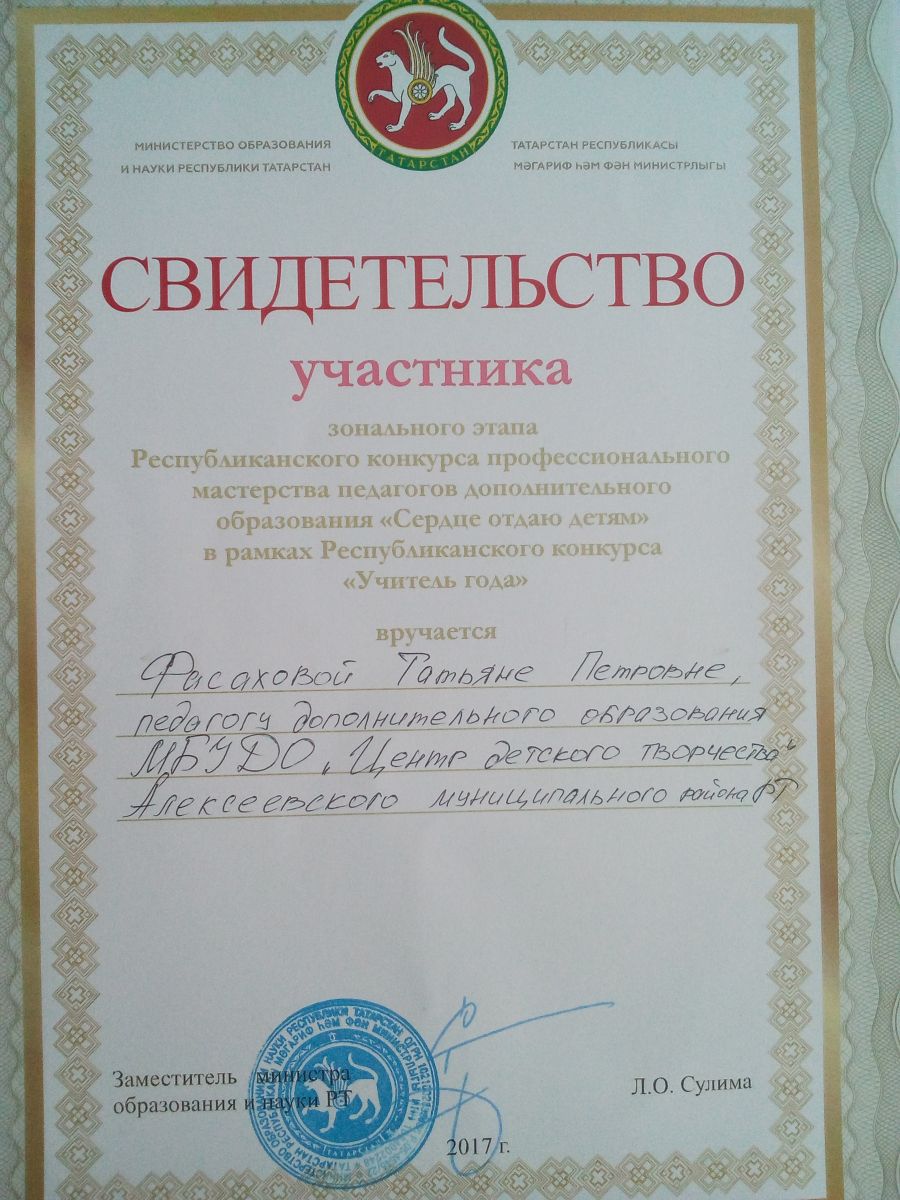 ТАТАРСТАН
МИНИСТЕРСТВО ОБРАЗОВАНИЯ
И НАУКИ РЕСПУБЛИКИ ТАТАРСТАН
ТАТАРСТАН РЕСПУБЛИКАСЫ
МӘГАРИФ ҺӘМ ФӘН МИНИСТРЛЫГЫ
СВИДЕТЕЛЬСТВО
участника
зонального этапа
Республиканского конкурса профессионального
мастерства педагогов дополнительного
образования «Сердце отдаю детям»
в рамках Республиканского конкурса
«Учитель года»
вручается
Фасаховой Татьяне Петровне,
педагогу дополнительного образования
МБУДО „Центр детского творчества"
Алексеевского муниципального района РТ
Заместитель министра
образования и науки РТ
Л.О. Сулима
2017 г.